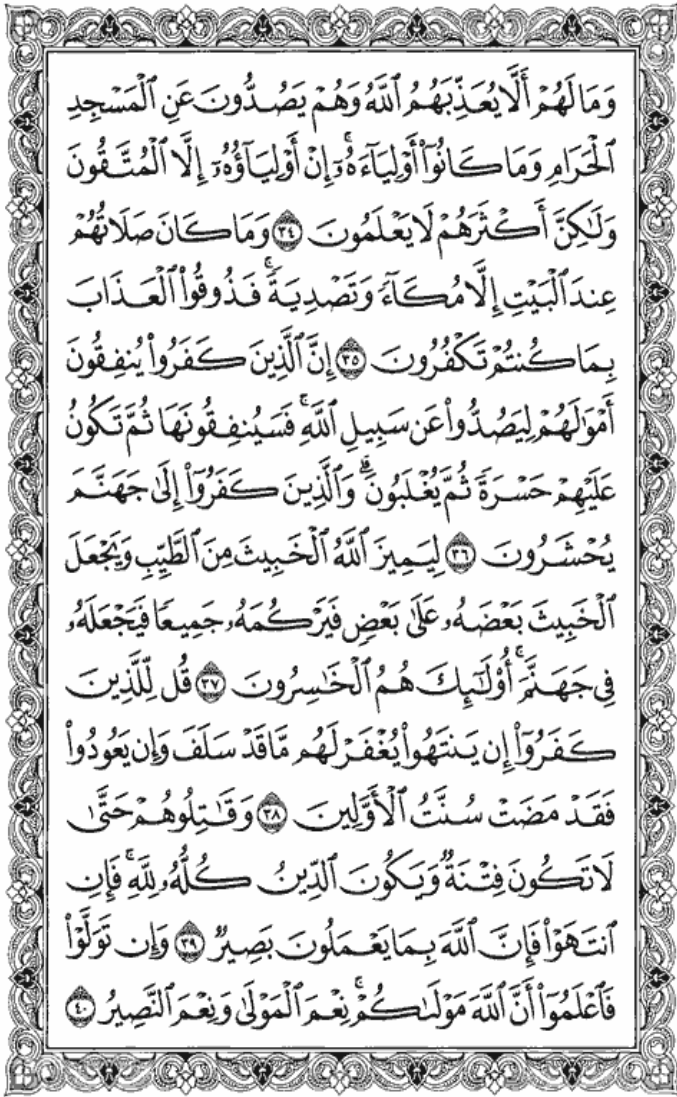 وَمَا لَهُمْ أَلَّا يُعَذِّبَهُمُ ٱللَّهُ وَهُمْ يَصُدُّونَ عَنِ ٱلْمَسْجِدِ
ٱلْحَرَامِ وَمَا كَانُوٓا۟ أَوْلِيَآءَهُۥٓ ۚ إِنْ أَوْلِيَآؤُهُۥٓ إِلَّا ٱلْمُتَّقُونَ
وَلَٰكِنَّ أَكْثَرَهُمْ لَا يَعْلَمُونَ ٣٤ وَمَا كَانَ صَلَاتُهُمْ
عِندَ ٱلْبَيْتِ إِلَّا مُكَآءً وَتَصْدِيَةً ۚ فَذُوقُوا۟ ٱلْعَذَابَ
بِمَا كُنتُمْ تَكْفُرُونَ ٣٥ إِنَّ ٱلَّذِينَ كَفَرُوا۟ يُنفِقُونَ
أَمْوَٰلَهُمْ لِيَصُدُّوا۟ عَن سَبِيلِ ٱللَّهِ ۚ فَسَيُنفِقُونَهَا ثُمَّ تَكُونُ
عَلَيْهِمْ حَسْرَةً ثُمَّ يُغْلَبُونَ ۗ وَٱلَّذِينَ كَفَرُوٓا۟ إِلَىٰ جَهَنَّمَ
يُحْشَرُونَ ٣٦ لِيَمِيزَ ٱللَّهُ ٱلْخَبِيثَ مِنَ ٱلطَّيِّبِ وَيَجْعَلَ
ٱلْخَبِيثَ بَعْضَهُۥ عَلَىٰ بَعْضٍ فَيَرْكُمَهُۥ جَمِيعًا فَيَجْعَلَهُۥ
فِى جَهَنَّمَ ۚ أُو۟لَٰٓئِكَ هُمُ ٱلْخَٰسِرُونَ ٣٧ قُل لِّلَّذِينَ
كَفَرُوٓا۟ إِن يَنتَهُوا۟ يُغْفَرْ لَهُم مَّا قَدْ سَلَفَ وَإِن يَعُودُوا۟
فَقَدْ مَضَتْ سُنَّتُ ٱلْأَوَّلِينَ ٣٨ وَقَٰتِلُوهُمْ حَتَّىٰ
لَا تَكُونَ فِتْنَةٌ وَيَكُونَ ٱلدِّينُ كُلُّهُۥ لِلَّهِ ۚ فَإِنِ
ٱنتَهَوْا۟ فَإِنَّ ٱللَّهَ بِمَا يَعْمَلُونَ بَصِيرٌ ٣٩ وَإِن تَوَلَّوْا۟
فَٱعْلَمُوٓا۟ أَنَّ ٱللَّهَ مَوْلَىٰكُمْ ۚ نِعْمَ ٱلْمَوْلَىٰ وَنِعْمَ ٱلنَّصِيرُ ٤٠